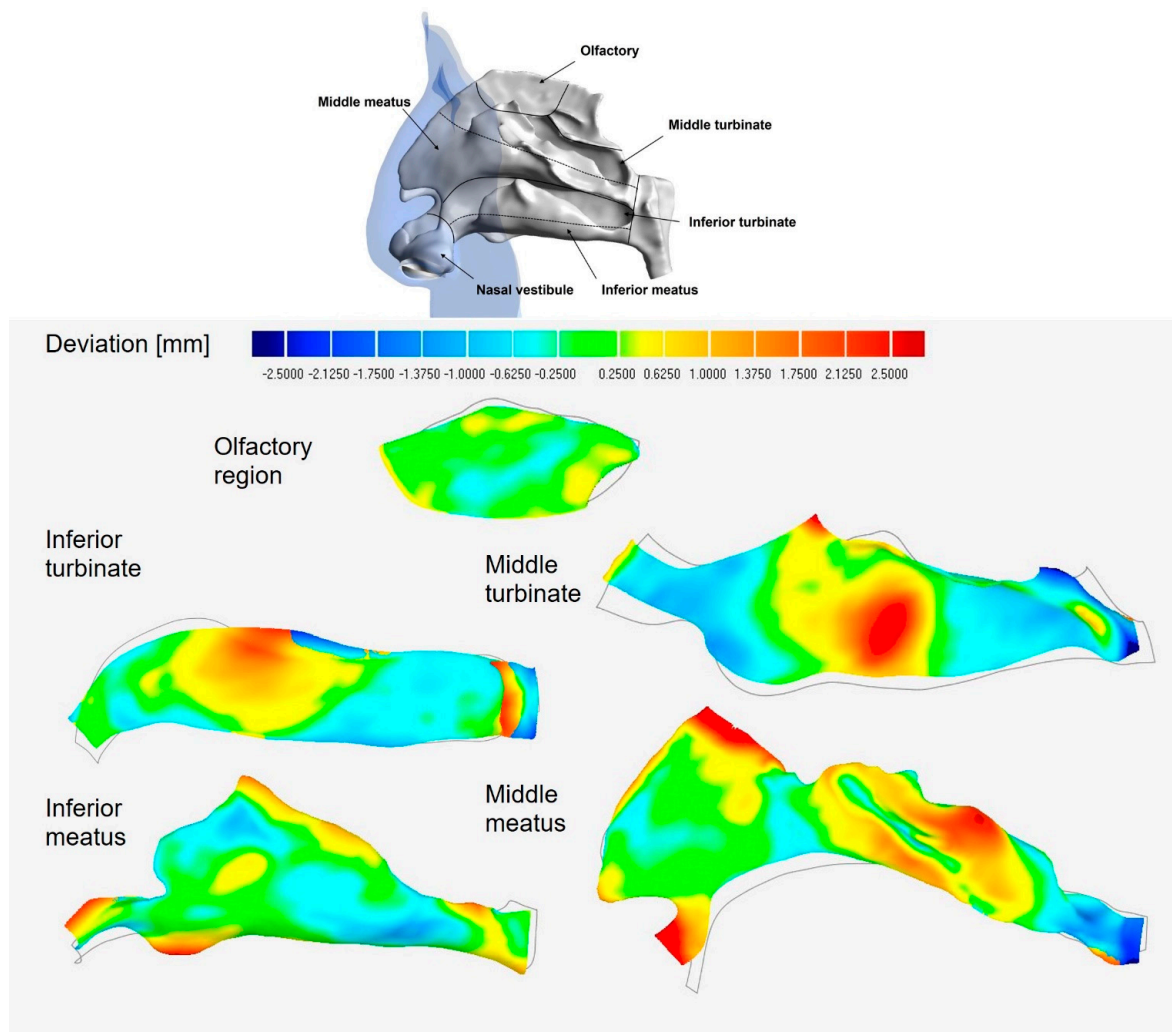 Olfactory
Middle meatus
Middle turbinate
Inferior turbinate
Nasal vestibule
Inferior meatus
Deviation [mm]
-2.5000 -2.1250 -1.7500 -1.3750 -1.0000 -0.6250 -0.2500 0.2500 0.6250 1.0000 1.3750 1.7500 2.1250 2.5000
Olfactory
region
Inferior
turbinate
Middle
turbinate
Inferior
meatus
Middle
meatus